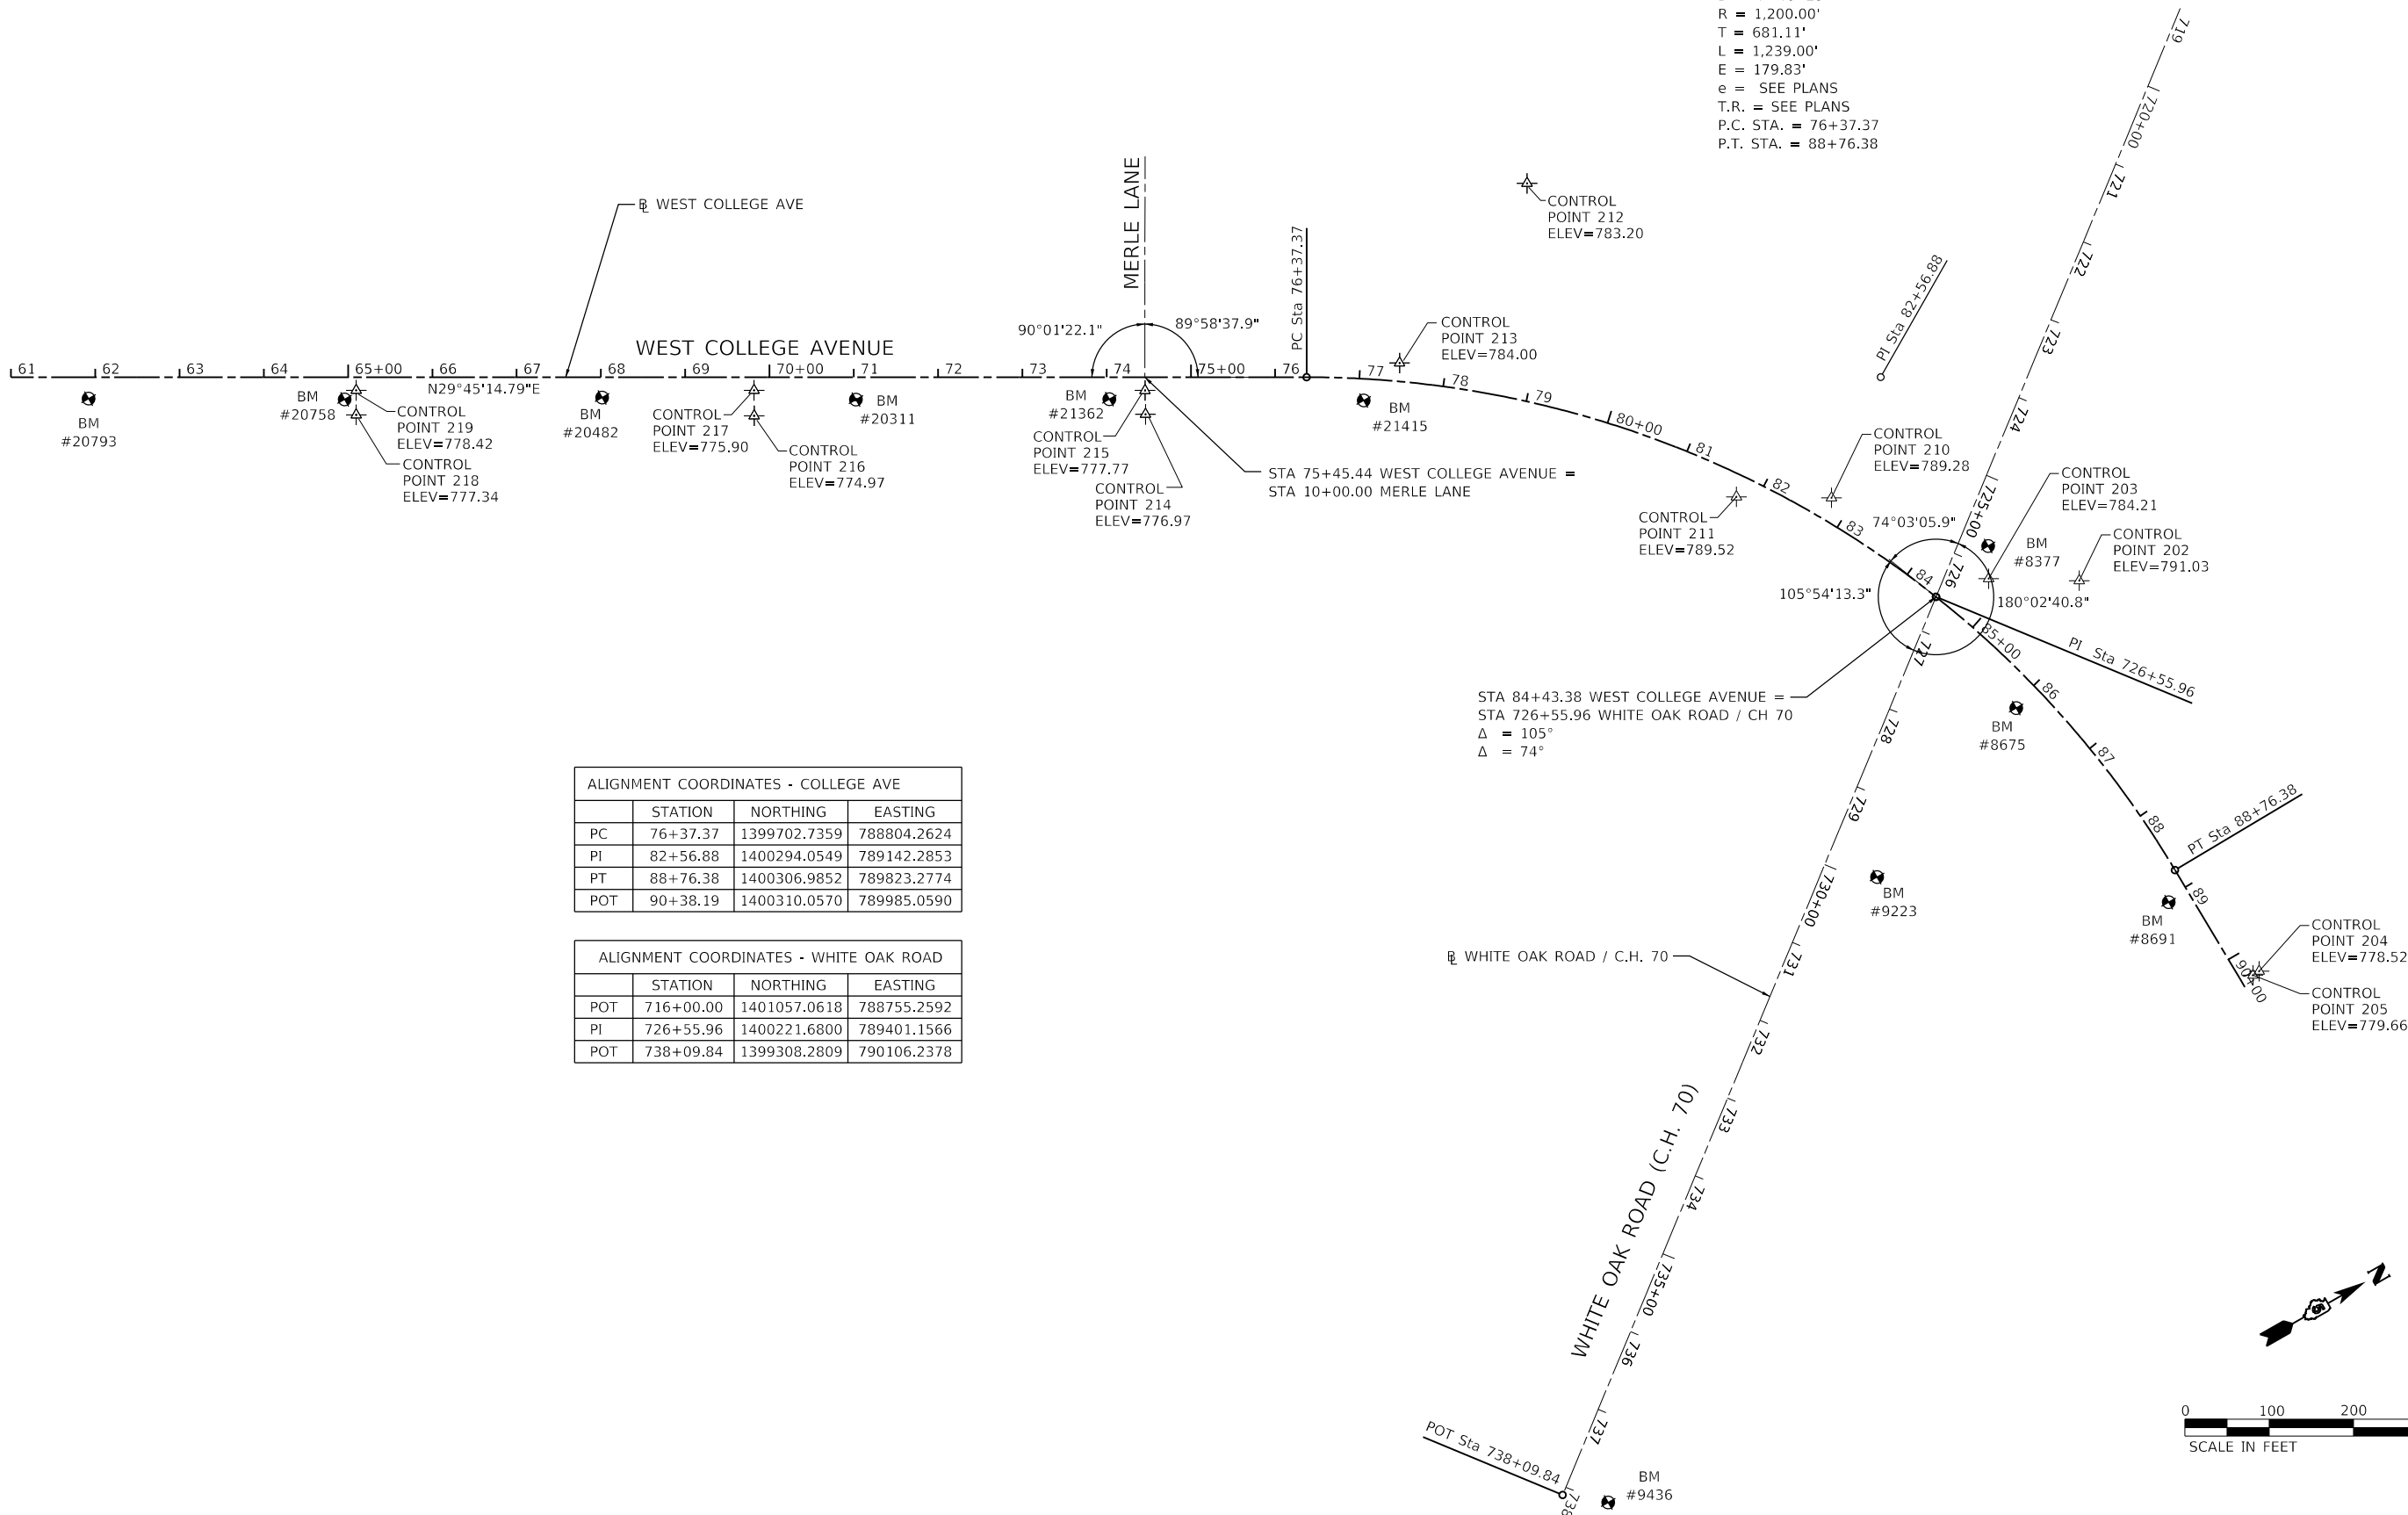 R = 1,200.00'
T = 681.11'
L = 1,239.00'
E = 179.83'
e = SEE PLANS
T.R. = SEE PLANS
P.C. STA. = 76+37.37
P.T. STA. = 88+76.38
719
720+00
721
722
723
724
725+00
726
727
728
729
730+00
731
732
733
734
735+00
736
737
738
CONTROL
POINT 212
ELEV=783.20
MERLE LANE
℄ WEST COLLEGE AVE
PC Sta 76+37.37
PI Sta 82+56.88
90°01'22.1"
89°58'37.9"
CONTROL
POINT 213
ELEV=784.00
WEST COLLEGE AVENUE
61
62
63
64
65+00
66
67
68
69
70+00
71
72
73
74
75+00
76
77
78
79
80+00
81
82
83
84
85+00
86
87
88
89
90+00
N29°45'14.79"E
BM
#20793
BM
#20758
CONTROL
POINT 219
ELEV=778.42
CONTROL
POINT 218
ELEV=777.34
BM
#20482
CONTROL
POINT 217
ELEV=775.90
CONTROL
POINT 216
ELEV=774.97
BM
#20311
BM
#21362
CONTROL
POINT 215
ELEV=777.77
CONTROL
POINT 214
ELEV=776.97
BM
#21415
STA 75+45.44 WEST COLLEGE AVENUE =
STA 10+00.00 MERLE LANE
CONTROL
POINT 210
ELEV=789.28
CONTROL
POINT 211
ELEV=789.52
CONTROL
POINT 203
ELEV=784.21
CONTROL
POINT 202
ELEV=791.03
BM
#8377
74°03'05.9"
105°54'13.3"
180°02'40.8"
PI Sta 726+55.96
STA 84+43.38 WEST COLLEGE AVENUE =
STA 726+55.96 WHITE OAK ROAD / CH 70
Δ = 105°
Δ = 74°
BM
#8675
PT Sta 88+76.38
BM
#9223
BM
#8691
CONTROL
POINT 204
ELEV=778.52
CONTROL
POINT 205
ELEV=779.66
℄ WHITE OAK ROAD / C.H. 70
WHITE OAK ROAD (C.H. 70)
POT Sta 738+09.84
BM
#9436
ALIGNMENT COORDINATES - COLLEGE AVE
STATION NORTHING EASTING
PC 76+37.37 1399702.7359 788804.2624
PI 82+56.88 1400294.0549 789142.2853
PT 88+76.38 1400306.9852 789823.2774
POT 90+38.19 1400310.0570 789985.0590
ALIGNMENT COORDINATES - WHITE OAK ROAD
STATION NORTHING EASTING
POT 716+00.00 1401057.0618 788755.2592
PI 726+55.96 1400221.6800 789401.1566
POT 738+09.84 1399308.2809 790106.2378
N
0 100 200
SCALE IN FEET